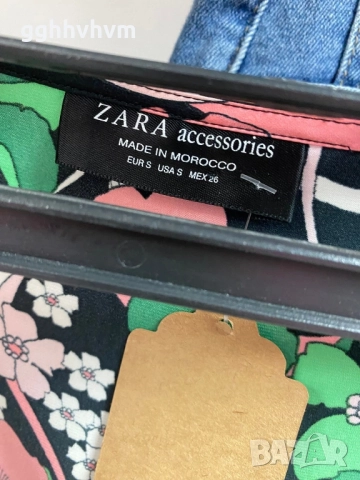 gghhvhvm
ZARA accessories
MADE IN MOROCCO
EUR S USA S MEX 26
BAZAR